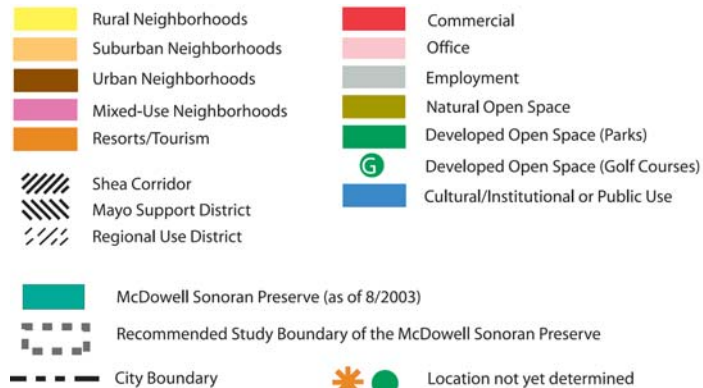 Rural Neighborhoods
Suburban Neighborhoods
Urban Neighborhoods
Mixed-Use Neighborhoods
Resorts/Tourism
Shea Corridor
Mayo Support District
Regional Use District
Commercial
Office
Employment
Natural Open Space
Developed Open Space (Parks)
G Developed Open Space (Golf Courses)
Cultural/Institutional or Public Use
McDowell Sonoran Preserve (as of 8/2003)
Recommended Study Boundary of the McDowell Sonoran Preserve
City Boundary
Location not yet determined